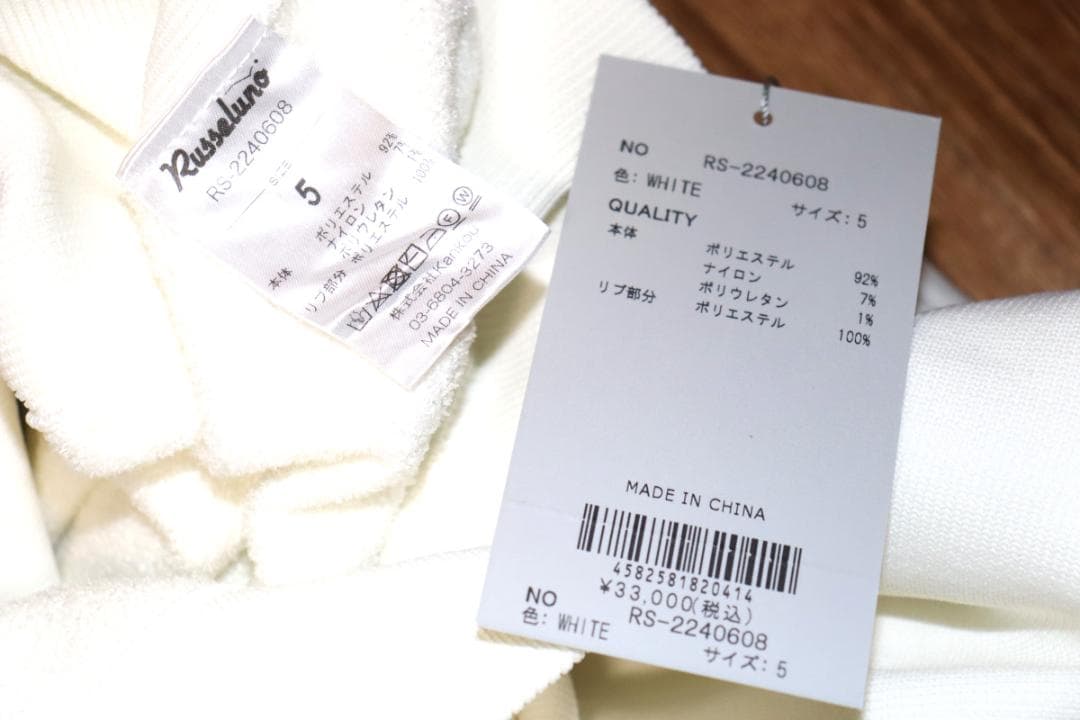 Russeluno
RS-2240608
SIZE
5
本体 ポリエステル 92%
ナイロン 7%
ポリウレタン 1%
リブ部分 ポリエステル 100%
株式会社KanKou
03-6804-3273
MADE IN CHINA
NO RS-2240608
色: WHITE サイズ: 5
QUALITY
本体 ポリエステル 92%
ナイロン 7%
ポリウレタン 1%
リブ部分 ポリエステル 100%
MADE IN CHINA
4582581820414
¥33,000(税込)
NO RS-2240608
色: WHITE サイズ: 5